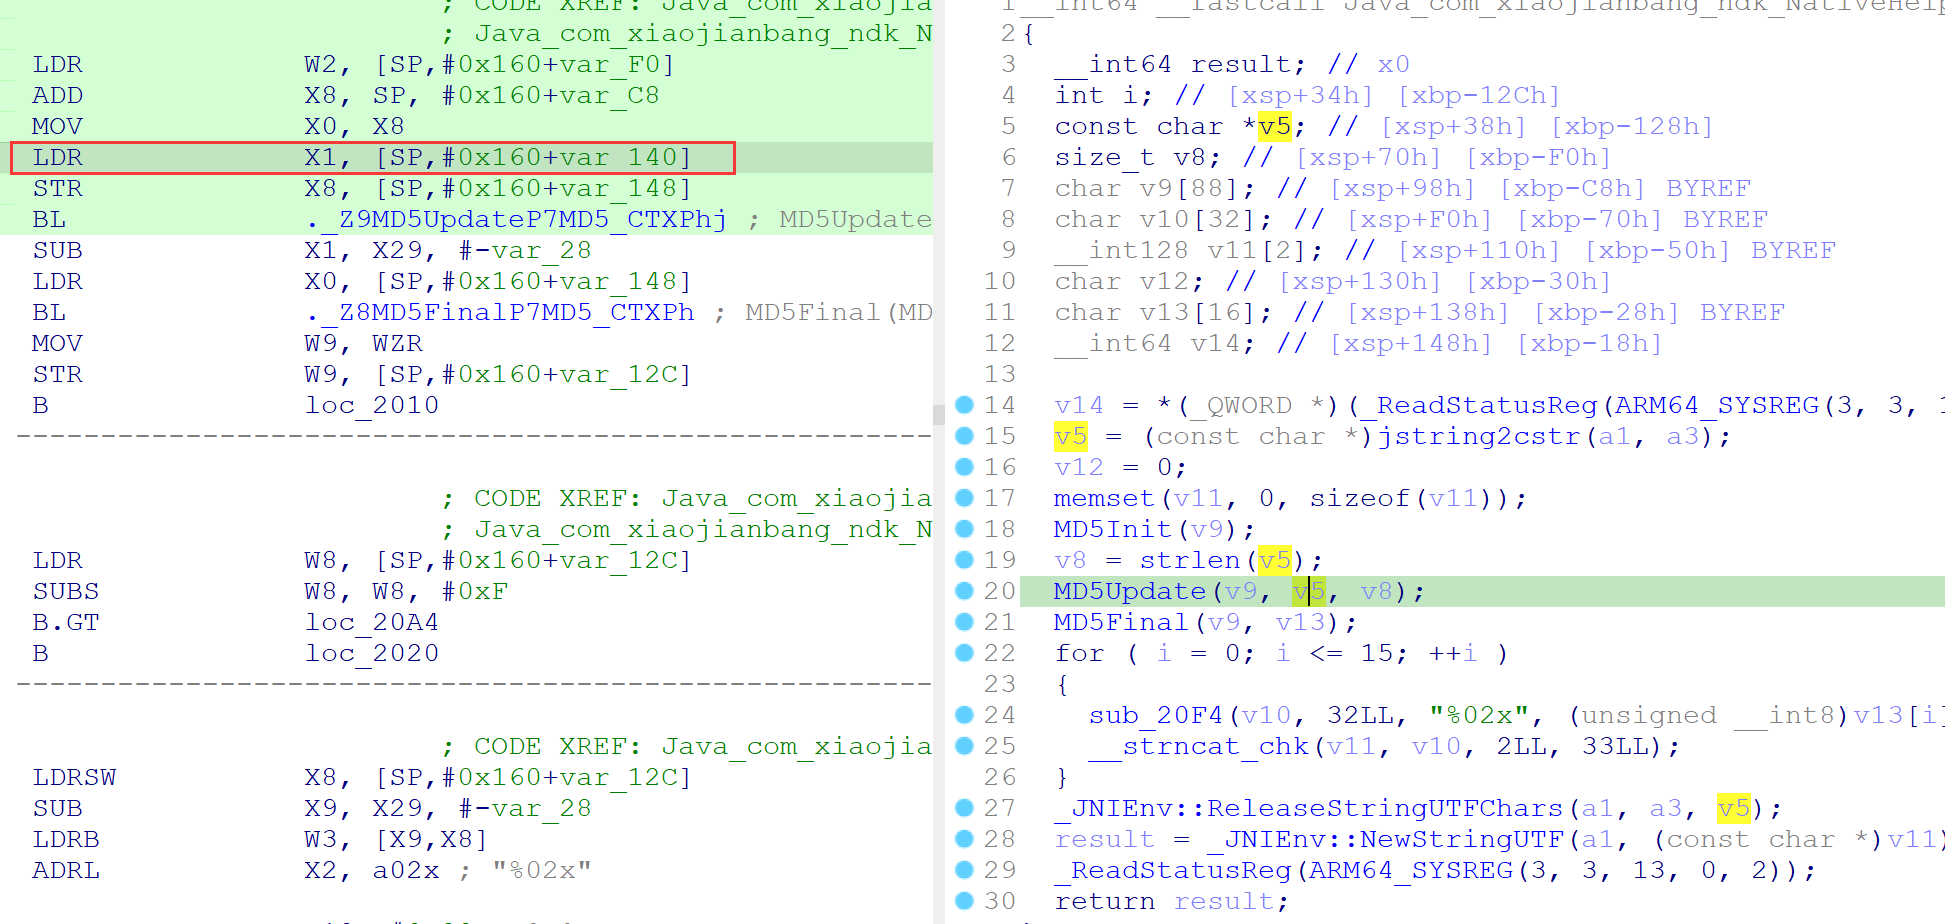 ; CODE XREF: Java_com_xiaojia
; Java_com_xiaojianbang_ndk_N
LDR W2, [SP,#0x160+var_F0]
ADD X8, SP, #0x160+var_C8
MOV X0, X8
LDR X1, [SP,#0x160+var_140]
STR X8, [SP,#0x160+var_148]
BL ._Z9MD5UpdateP7MD5_CTXPhj ; MD5Update
SUB X1, X29, #-var_28
LDR X0, [SP,#0x160+var_148]
BL ._Z8MD5FinalP7MD5_CTXPh ; MD5Final(MD
MOV W9, WZR
STR W9, [SP,#0x160+var_12C]
B loc_2010
; CODE XREF: Java_com_xiaojia
; Java_com_xiaojianbang_ndk_N
LDR W8, [SP,#0x160+var_12C]
SUBS W8, W8, #0xF
B.GT loc_20A4
B loc_2020
; CODE XREF: Java_com_xiaojia
LDRSW X8, [SP,#0x160+var_12C]
SUB X9, X29, #-var_28
LDRB W3, [X9,X8]
ADRL X2, a02x ; "%02x"
1 __int64 __fastcall Java_com_xiaojianbang_ndk_NativeHelp
2 {
3 __int64 result; // x0
4 int i; // [xsp+34h] [xbp-12Ch]
5 const char *v5; // [xsp+38h] [xbp-128h]
6 size_t v8; // [xsp+70h] [xbp-F0h]
7 char v9[88]; // [xsp+98h] [xbp-C8h] BYREF
8 char v10[32]; // [xsp+F0h] [xbp-70h] BYREF
9 __int128 v11[2]; // [xsp+110h] [xbp-50h] BYREF
10 char v12; // [xsp+130h] [xbp-30h]
11 char v13[16]; // [xsp+138h] [xbp-28h] BYREF
12 __int64 v14; // [xsp+148h] [xbp-18h]
13
14 v14 = *(_QWORD *)(_ReadStatusReg(ARM64_SYSREG(3, 3, 1
15 v5 = (const char *)jstring2cstr(a1, a3);
16 v12 = 0;
17 memset(v11, 0, sizeof(v11));
18 MD5Init(v9);
19 v8 = strlen(v5);
20 MD5Update(v9, v5, v8);
21 MD5Final(v9, v13);
22 for ( i = 0; i <= 15; ++i )
23 {
24 sub_20F4(v10, 32LL, "%02x", (unsigned __int8)v13[i]
25 __strncat_chk(v11, v10, 2LL, 33LL);
26 }
27 _JNIEnv::ReleaseStringUTFChars(a1, a3, v5);
28 result = _JNIEnv::NewStringUTF(a1, (const char *)v11)
29 _ReadStatusReg(ARM64_SYSREG(3, 3, 13, 0, 2));
30 return result;